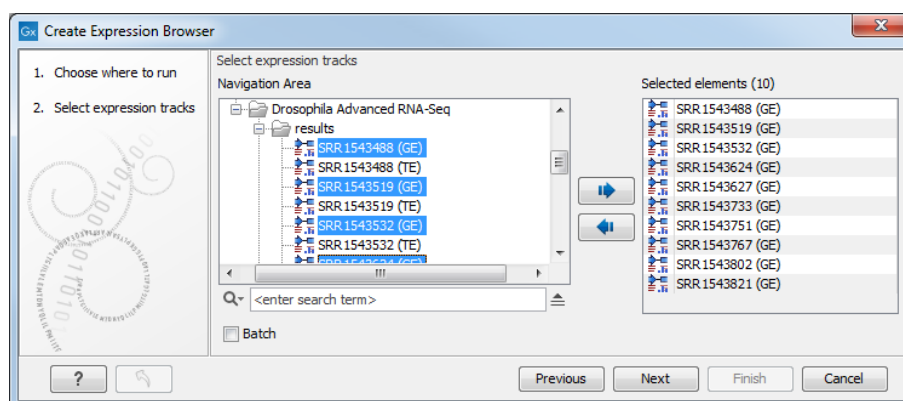 Gx Create Expression Browser
1. Choose where to run
2. Select expression tracks
Select expression tracks
Navigation Area
Drosophila Advanced RNA-Seq
results
SRR1543488 (GE)
SRR1543488 (TE)
SRR1543519 (GE)
SRR1543519 (TE)
SRR1543532 (GE)
SRR1543532 (TE)
SRR1543624 (GE)
<enter search term>
Batch
Selected elements (10)
SRR1543488 (GE)
SRR1543519 (GE)
SRR1543532 (GE)
SRR1543624 (GE)
SRR1543627 (GE)
SRR1543733 (GE)
SRR1543751 (GE)
SRR1543767 (GE)
SRR1543802 (GE)
SRR1543821 (GE)
?
Previous
Next
Finish
Cancel